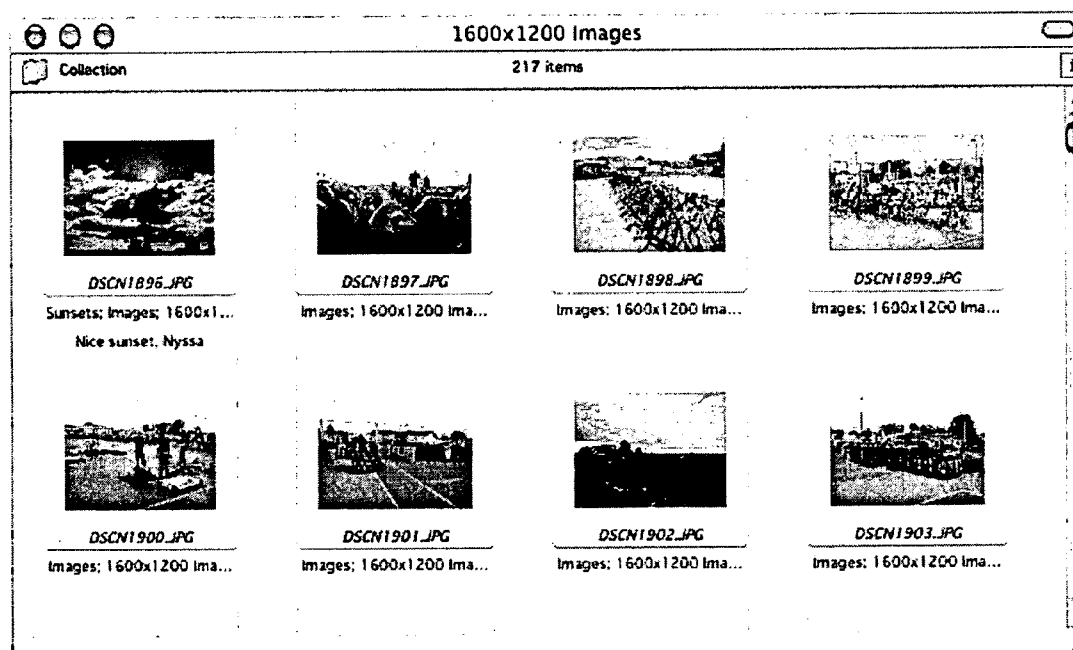 1600x1200 Images
Collection
217 items
DSCN1896.JPG
DSCN1897.JPG
DSCN1898.JPG
DSCN1899.JPG
Sunsets; Images; 1600x1...
Images; 1600x1200 Ima...
Images; 1600x1200 Ima...
Images; 1600x1200 Ima...
Nice sunset, Nyssa
DSCN1900.JPG
DSCN1901.JPG
DSCN1902.JPG
DSCN1903.JPG
Images; 1600x1200 Ima...
Images; 1600x1200 Ima...
Images; 1600x1200 Ima...
Images; 1600x1200 Ima...